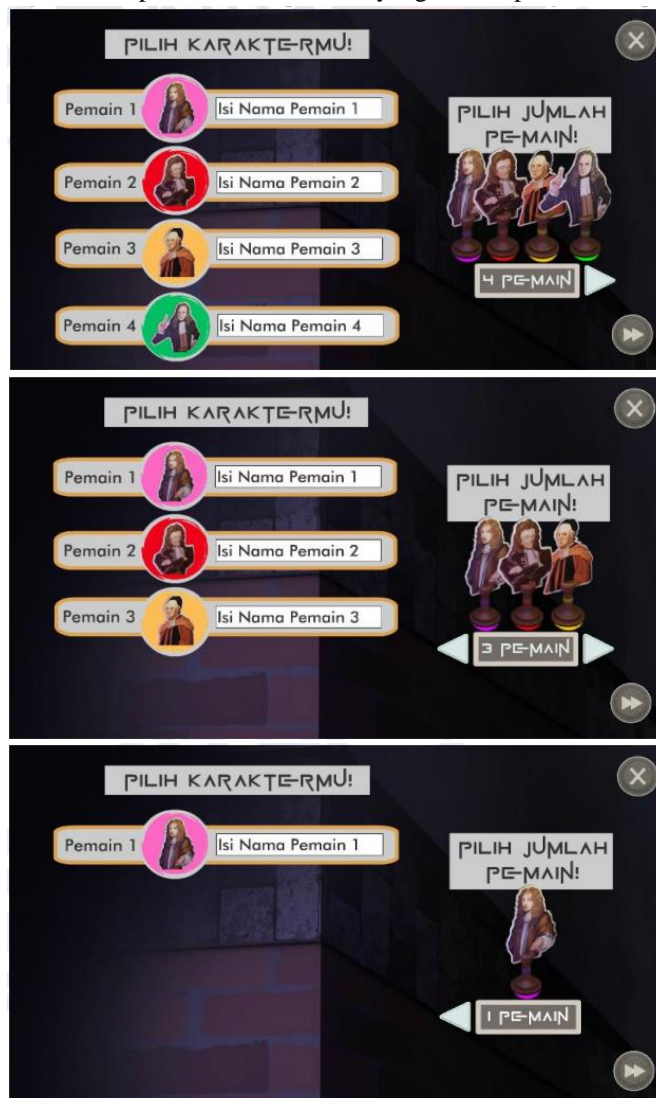 PILIH KARAKTERMU!
Pemain 1 Isi Nama Pemain 1
Pemain 2 Isi Nama Pemain 2
Pemain 3 Isi Nama Pemain 3
Pemain 4 Isi Nama Pemain 4
PILIH JUMLAH
PEMAIN!
4 PEMAIN
PILIH KARAKTERMU!
Pemain 1 Isi Nama Pemain 1
Pemain 2 Isi Nama Pemain 2
Pemain 3 Isi Nama Pemain 3
PILIH JUMLAH
PEMAIN!
3 PEMAIN
PILIH KARAKTERMU!
Pemain 1 Isi Nama Pemain 1
PILIH JUMLAH
PEMAIN!
1 PEMAIN